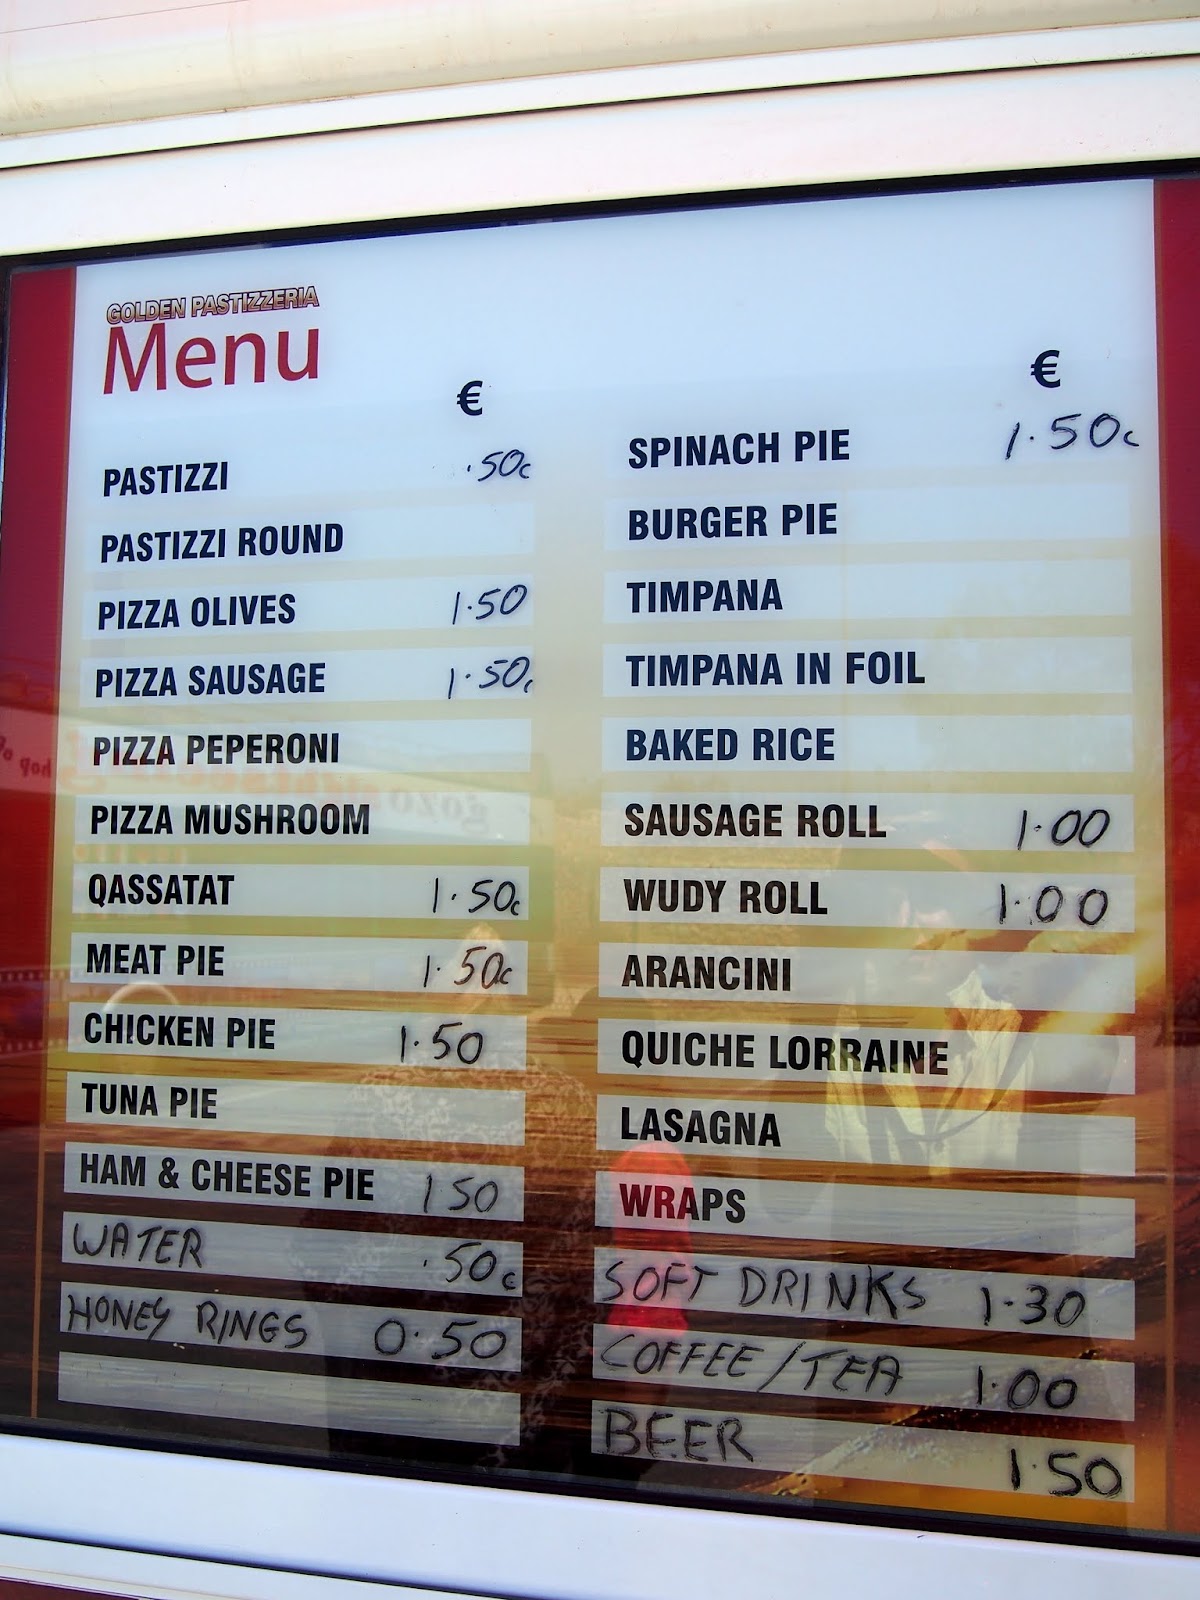 GOLDEN PASTIZZERIA
Menu
€
PASTIZZI .50c
PASTIZZI ROUND
PIZZA OLIVES 1.50
PIZZA SAUSAGE 1.50c
PIZZA PEPERONI
PIZZA MUSHROOM
QASSATAT 1.50c
MEAT PIE 1.50c
CHICKEN PIE 1.50
TUNA PIE
HAM & CHEESE PIE 1 50
WATER .50c
HONEY RINGS 0.50
€
SPINACH PIE 1.50c
BURGER PIE
TIMPANA
TIMPANA IN FOIL
BAKED RICE
SAUSAGE ROLL 1.00
WUDY ROLL 1.00
ARANCINI
QUICHE LORRAINE
LASAGNA
WRAPS
SOFT DRINKS 1.30
COFFEE/TEA 1.00
BEER 1.50